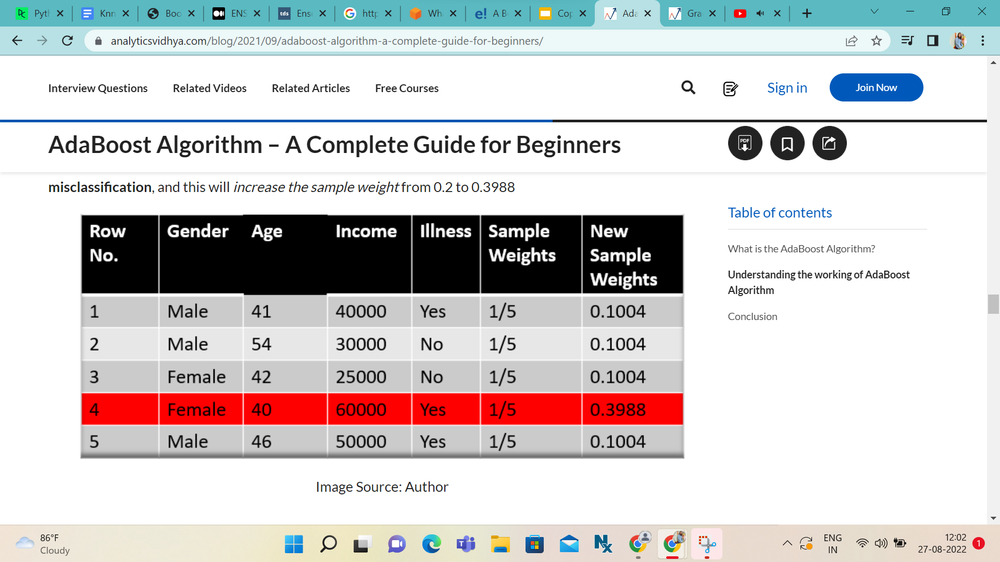 Pyth
Knn
Boo
ENS
tds Ense
http
Wh
e! A B
Cop
Ada
Gra
analyticsvidhya.com/blog/2021/09/adaboost-algorithm-a-complete-guide-for-beginners/
Interview Questions Related Videos Related Articles Free Courses Sign in Join Now
AdaBoost Algorithm – A Complete Guide for Beginners
PDF
misclassification, and this will increase the sample weight from 0.2 to 0.3988
Row No. Gender Age Income Illness Sample Weights New Sample Weights
1 Male 41 40000 Yes 1/5 0.1004
2 Male 54 30000 No 1/5 0.1004
3 Female 42 25000 No 1/5 0.1004
4 Female 40 60000 Yes 1/5 0.3988
5 Male 46 50000 Yes 1/5 0.1004
Image Source: Author
Table of contents
What is the AdaBoost Algorithm?
Understanding the working of AdaBoost
Algorithm
Conclusion
86°F
Cloudy
ENG
IN
12:02
27-08-2022
1